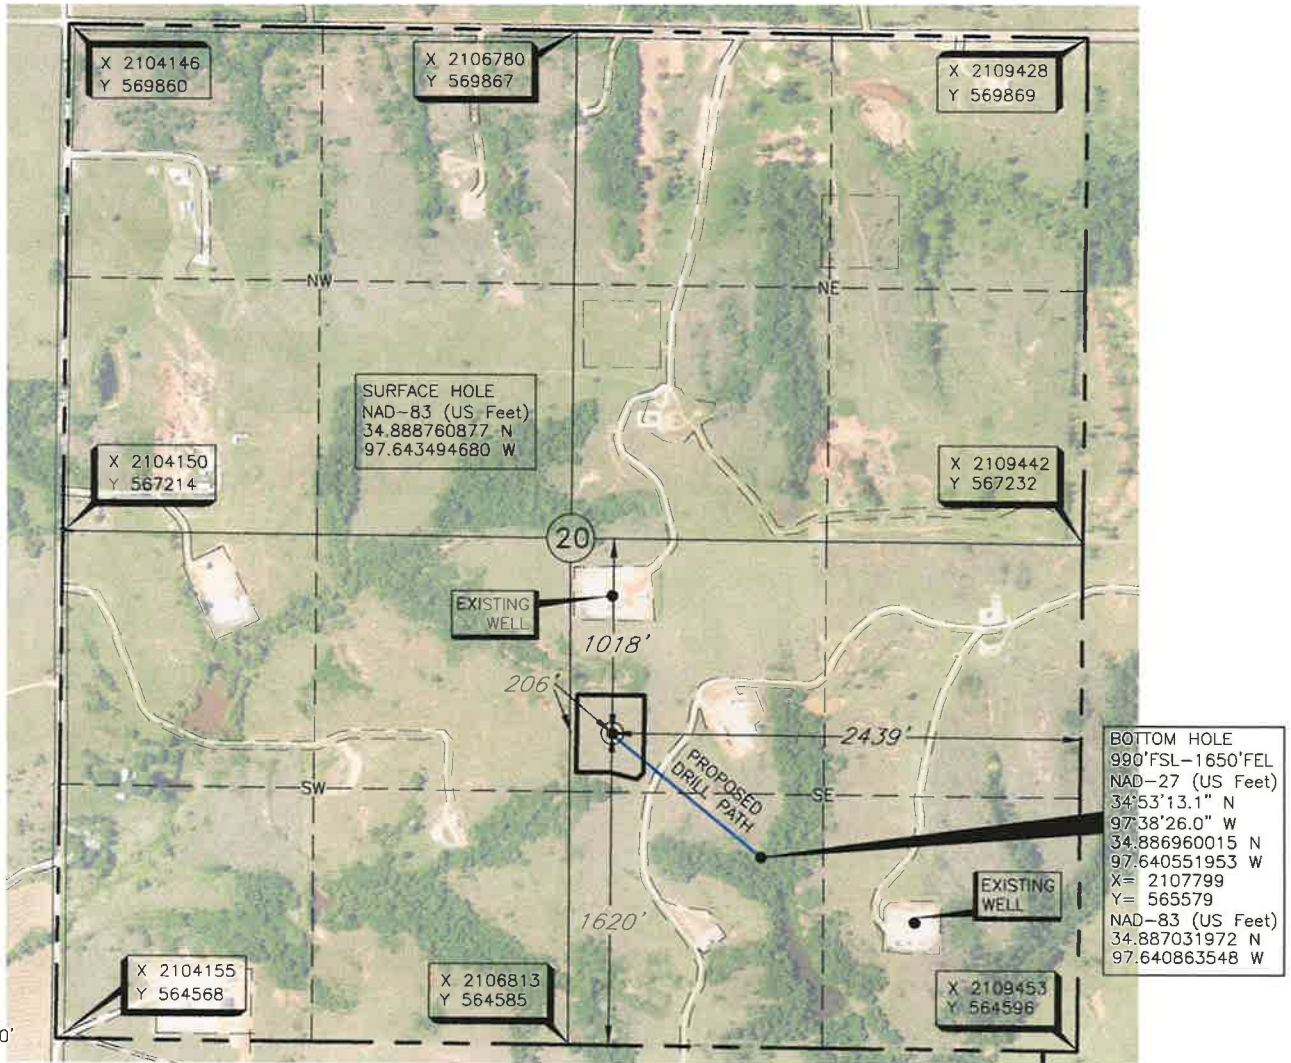 X 2104146
Y 569860
X 2106780
Y 569867
X 2109428
Y 569869
NW
NE
SURFACE HOLE
NAD-83 (US Feet)
34.888760877 N
97.643494680 W
X 2104150
Y 567214
X 2109442
Y 567232
20
EXISTING
WELL
1018'
206'
2439'
PROPOSED
DRILL PATH
SW
SE
BOTTOM HOLE
990'FSL-1650'FEL
NAD-27 (US Feet)
34°53'13.1" N
97°38'26.0" W
34.886960015 N
97.640551953 W
X= 2107799
Y= 565579
NAD-83 (US Feet)
34.887031972 N
97.640863548 W
EXISTING
WELL
1620'
X 2104155
Y 564568
X 2106813
Y 564585
X 2109453
Y 564596
0'